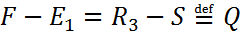 F − E₁ = R₃ − S ≝ Q